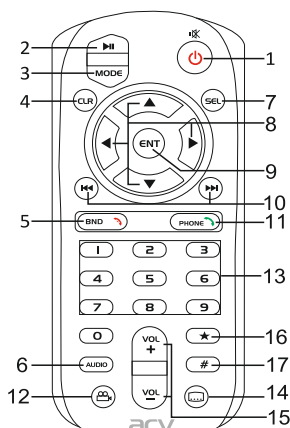 2
1
3 MODE
4 CLR SEL 7
8
ENT
9
10
5 BND PHONE 11
1 2 3
4 5 6 13
7 8 9
0 VOL + ★ 16
6 AUDIO # 17
VOL − 14
12 15
acv